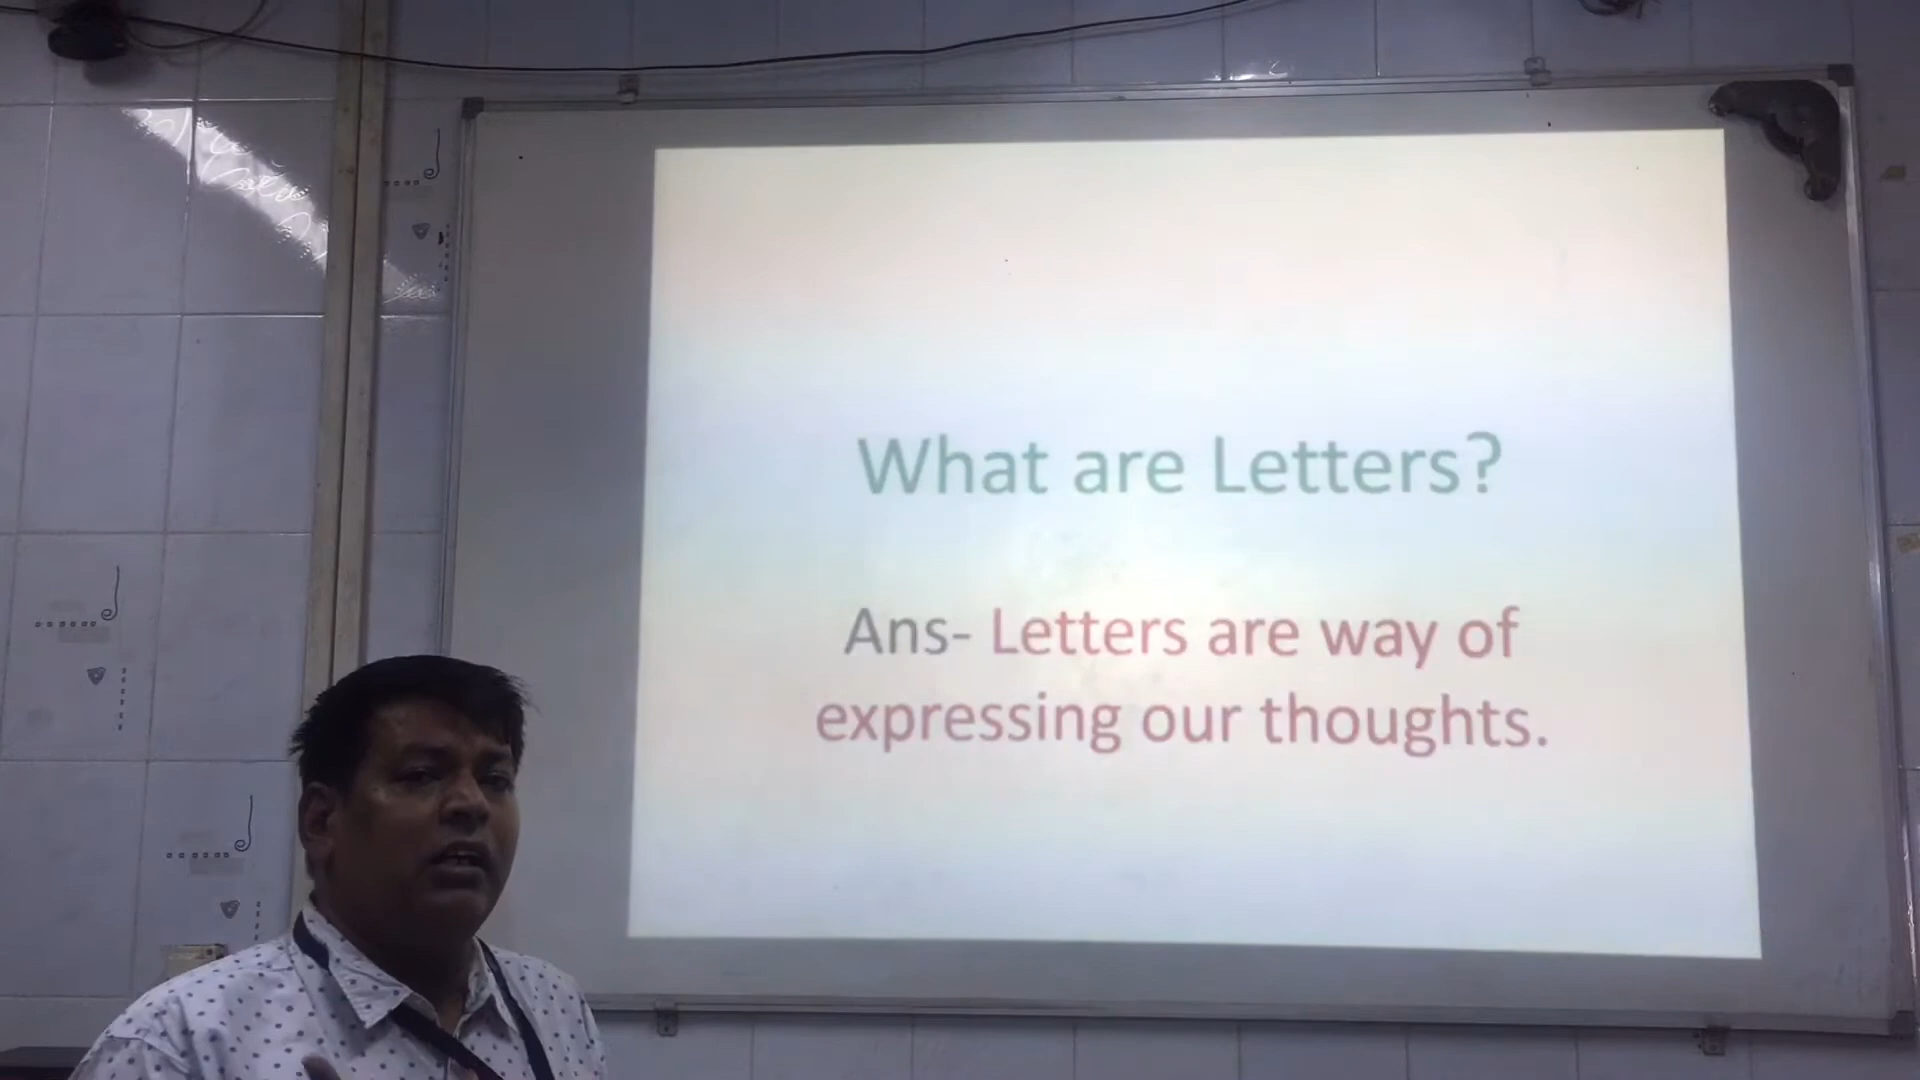 What are Letters?
Ans- Letters are way of
expressing our thoughts.